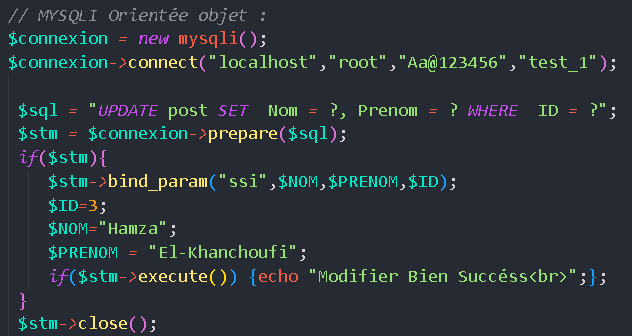 // MYSQLI Orientée objet :
$connexion = new mysqli();
$connexion->connect("localhost","root","Aa@123456","test_1");
$sql = "UPDATE post SET  Nom = ?, Prenom = ? WHERE  ID = ?";
$stm = $connexion->prepare($sql);
if($stm){
$stm->bind_param("ssi",$NOM,$PRENOM,$ID);
$ID=3;
$NOM="Hamza";
$PRENOM = "El-Khanchoufi";
if($stm->execute()) {echo "Modifier Bien Succéss<br>";};
}
$stm->close();